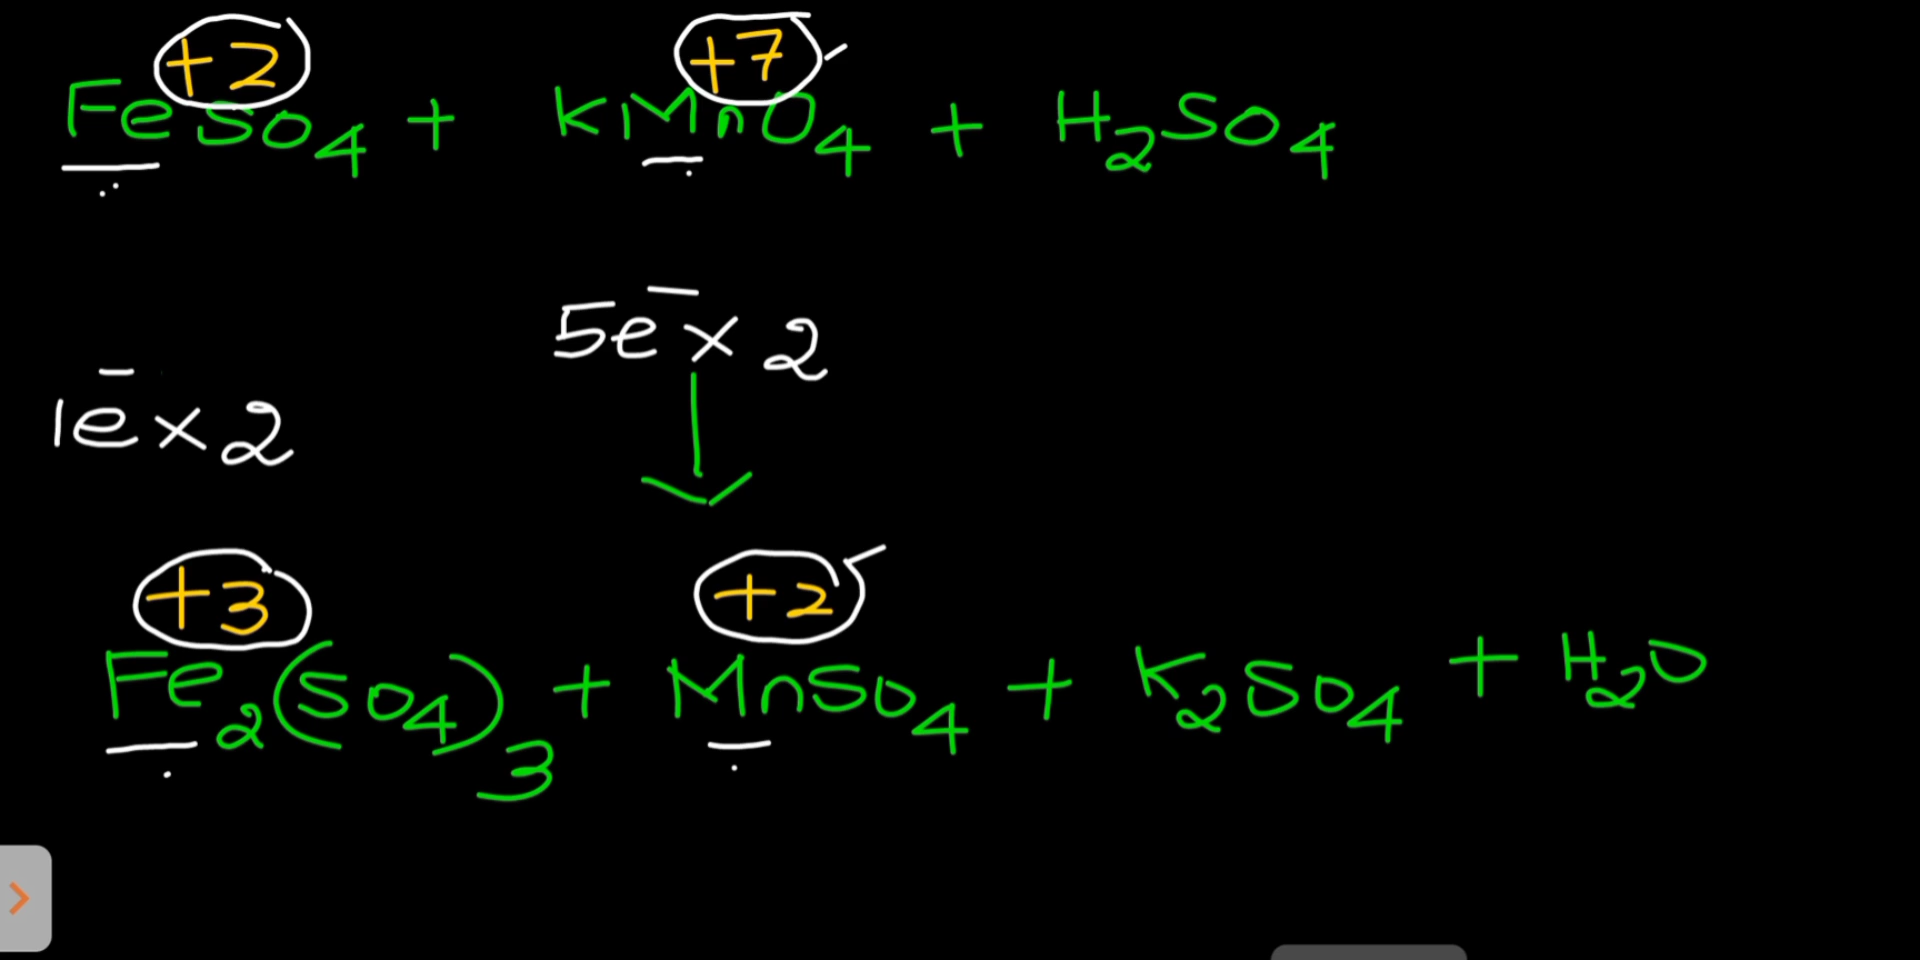 +2 +7
FeSO4 + KMnO4 + H2SO4
5e⁻ × 2
1e⁻ × 2
+3 +2
Fe2(SO4)3 + MnSO4 + K2SO4 + H2O